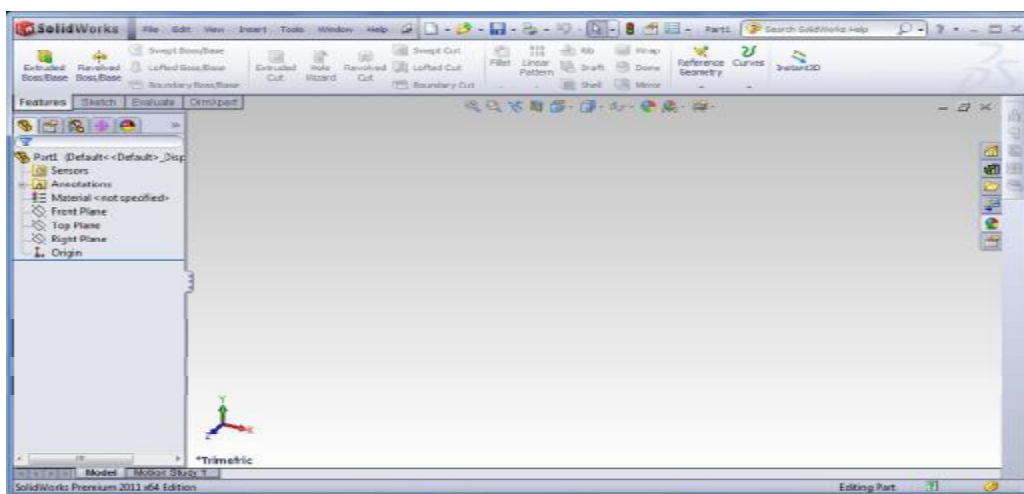 SolidWorks File Edit View Insert Tools Window Help Part1 Search SolidWorks Help
Extruded Boss/Base Revolved Boss/Base Swept Boss/Base Lofted Boss/Base Boundary Boss/Base Extruded Cut Hole Wizard Revolved Cut Swept Cut Lofted Cut Boundary Cut Fillet Linear Pattern Rib Draft Shell Wrap Dome Mirror Reference Geometry Curves Instant3D
Features Sketch Evaluate DimXpert
Part1 (Default<<Default>_Disp
Sensors
Annotations
Material <not specified>
Front Plane
Top Plane
Right Plane
Origin
Y
X
Z
*Trimetric
Model Motion Study 1
SolidWorks Premium 2011 x64 Edition Editing Part